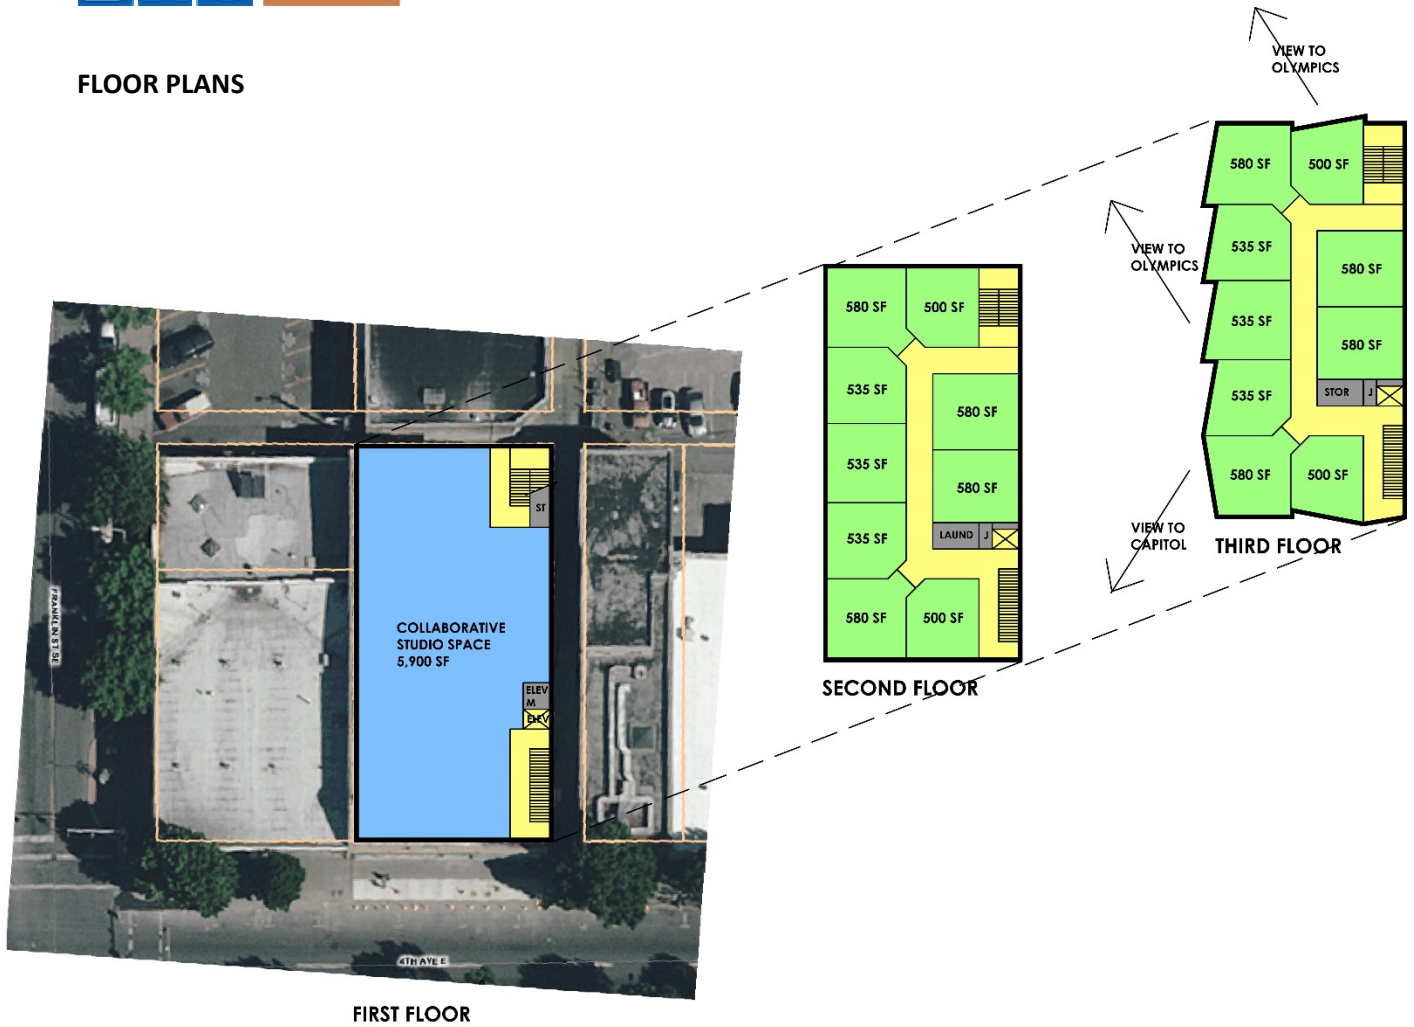 FLOOR PLANS
VIEW TO
OLYMPICS
580 SF
500 SF
535 SF
580 SF
535 SF
580 SF
535 SF
STOR
J
580 SF
500 SF
THIRD FLOOR
VIEW TO
OLYMPICS
VIEW TO
CAPITOL
580 SF
500 SF
535 SF
580 SF
535 SF
580 SF
535 SF
LAUND
J
580 SF
500 SF
SECOND FLOOR
ST
COLLABORATIVE
STUDIO SPACE
5,900 SF
ELEV
M
ELEV
FRANKLIN ST SE
4TH AVE E
FIRST FLOOR